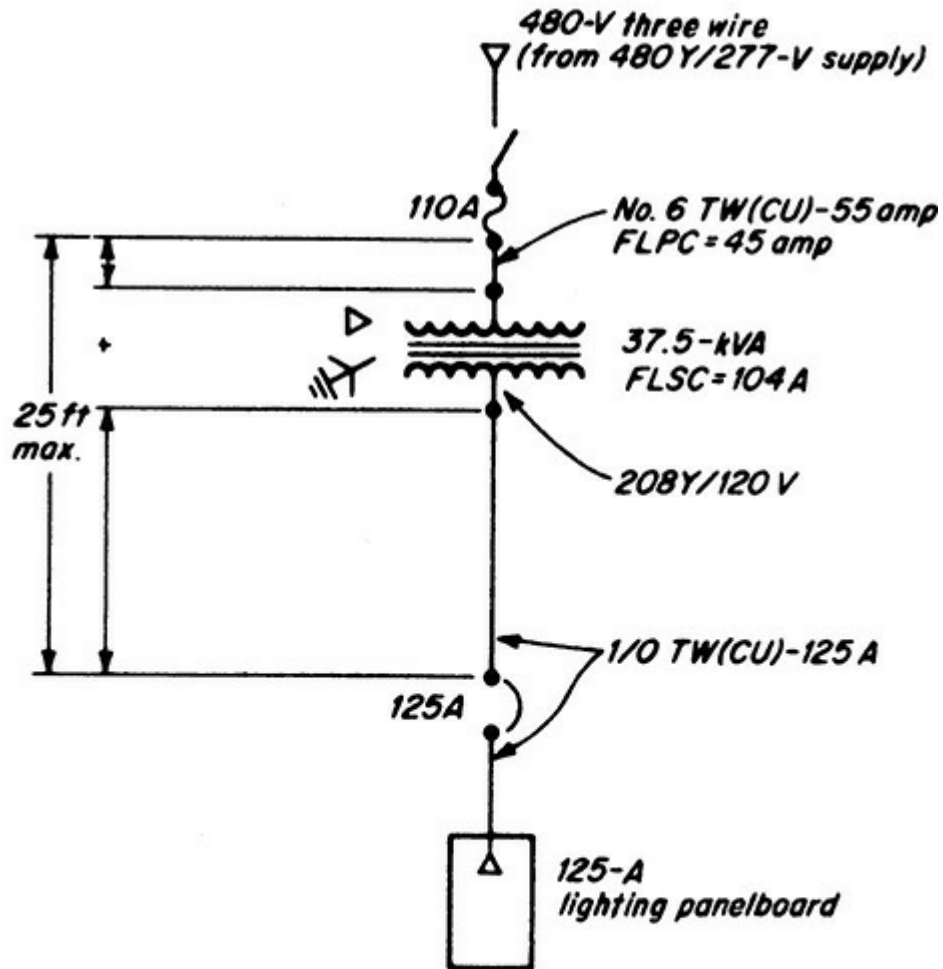 480-V three wire
(from 480Y/277-V supply)
110A
No. 6 TW(CU)-55 amp
FLPC = 45 amp
37.5-kVA
FLSC = 104 A
25 ft
max.
+
208Y/120 V
1/0 TW(CU)-125 A
125A
125-A
lighting panelboard